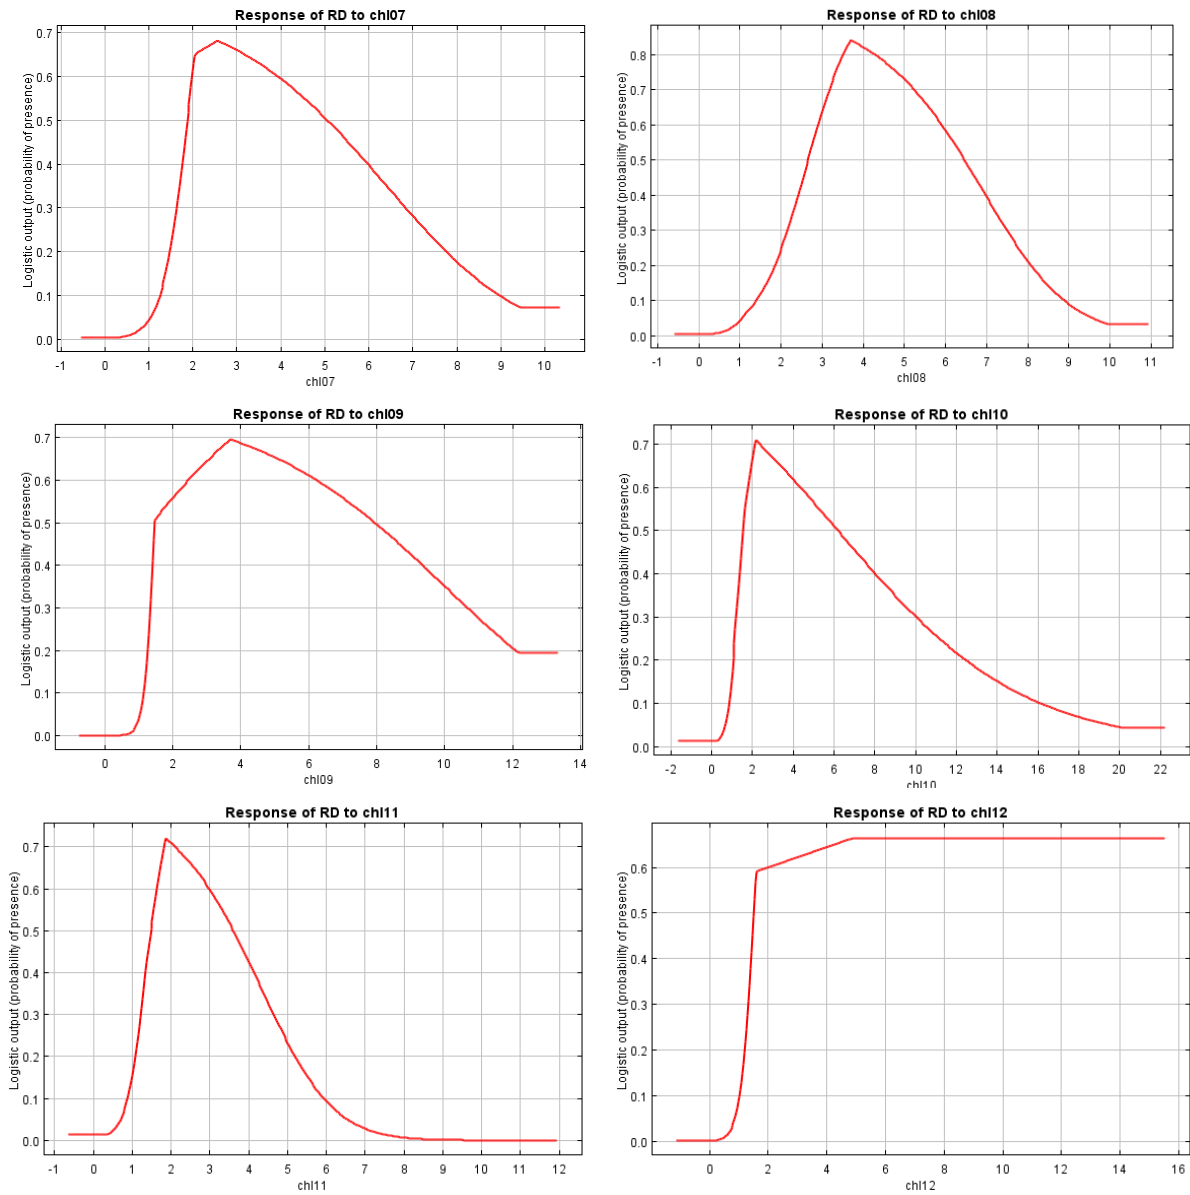 Response of RD to chl07
Logistic output (probability of presence)
0.7
0.6
0.5
0.4
0.3
0.2
0.1
0.0
-1 0 1 2 3 4 5 6 7 8 9 10
chl07
Response of RD to chl08
Logistic output (probability of presence)
0.8
0.7
0.6
0.5
0.4
0.3
0.2
0.1
0.0
-1 0 1 2 3 4 5 6 7 8 9 10 11
chl08
Response of RD to chl09
Logistic output (probability of presence)
0.7
0.6
0.5
0.4
0.3
0.2
0.1
0.0
0 2 4 6 8 10 12 14
chl09
Response of RD to chl10
Logistic output (probability of presence)
0.7
0.6
0.5
0.4
0.3
0.2
0.1
0.0
-2 0 2 4 6 8 10 12 14 16 18 20 22
chl10
Response of RD to chl11
Logistic output (probability of presence)
0.7
0.6
0.5
0.4
0.3
0.2
0.1
0.0
-1 0 1 2 3 4 5 6 7 8 9 10 11 12
chl11
Response of RD to chl12
Logistic output (probability of presence)
0.6
0.5
0.4
0.3
0.2
0.1
0.0
0 2 4 6 8 10 12 14 16
chl12